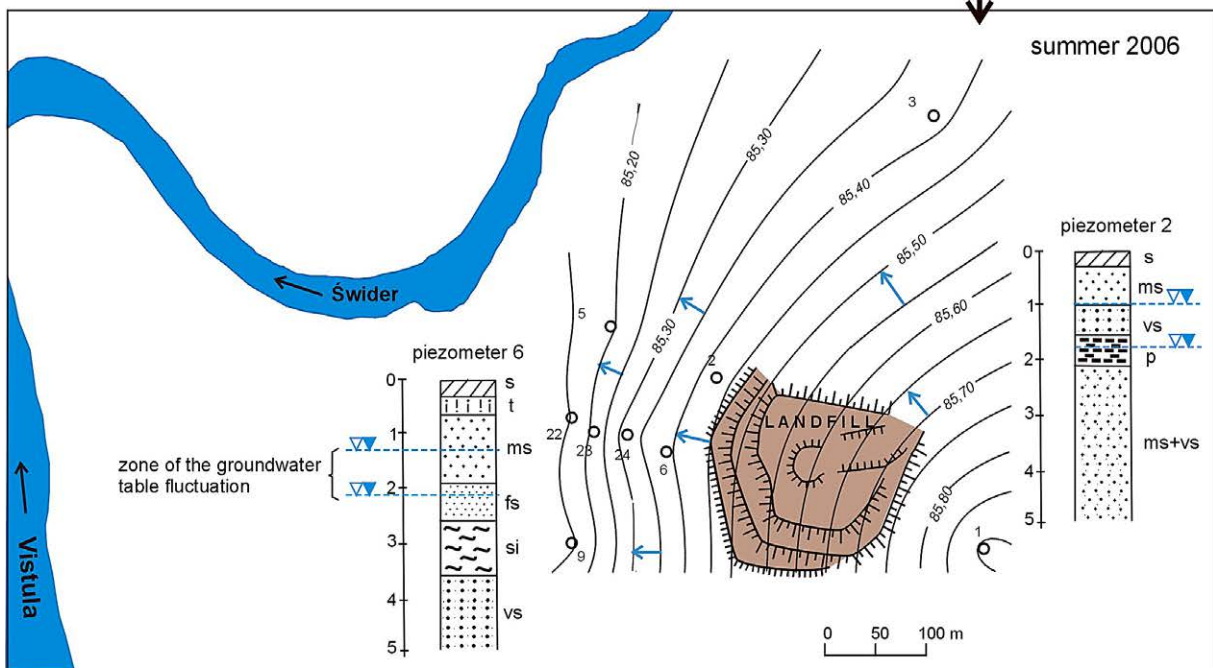 summer 2006
3
85,30
85,20
85,40
piezometer 2
0
s
ms
1
vs
2
p
3
ms+vs
4
5
85,50
85,60
85,70
85,80
Świder
5
85,30
2
piezometer 6
0
s
t
1
ms
2
fs
3
si
4
vs
5
zone of the groundwater
table fluctuation
22
23
24
6
9
LANDFILL
1
Vistula
0 50 100 m